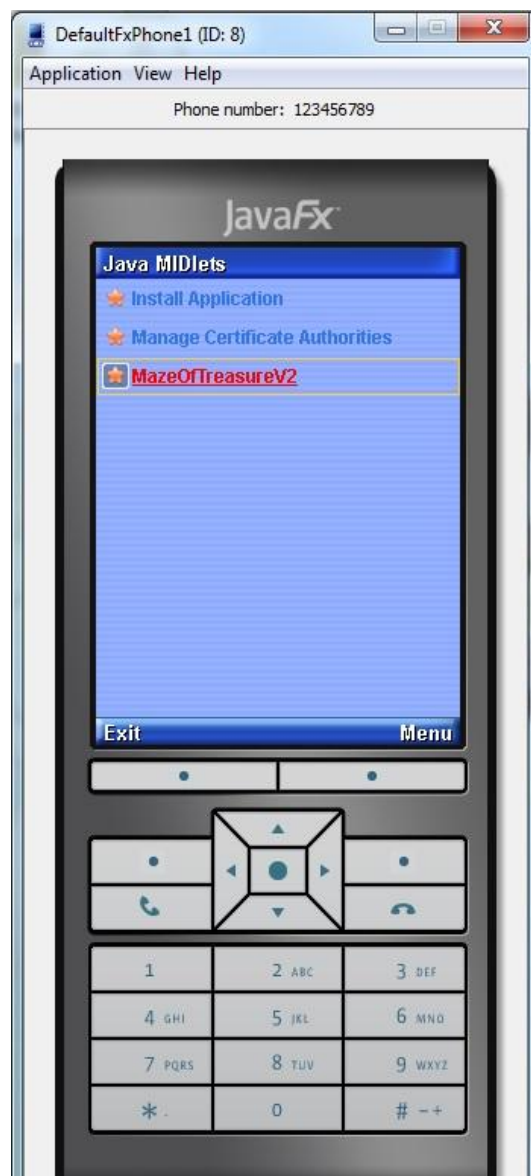 DefaultFxPhone1 (ID: 8)
Application View Help
Phone number: 123456789
JavaFx
Java MIDlets
Install Application
Manage Certificate Authorities
MazeOfTreasureV2
Exit Menu
1 2 ABC 3 DEF
4 GHI 5 JKL 6 MNO
7 PQRS 8 TUV 9 WXYZ
* . 0 # - +